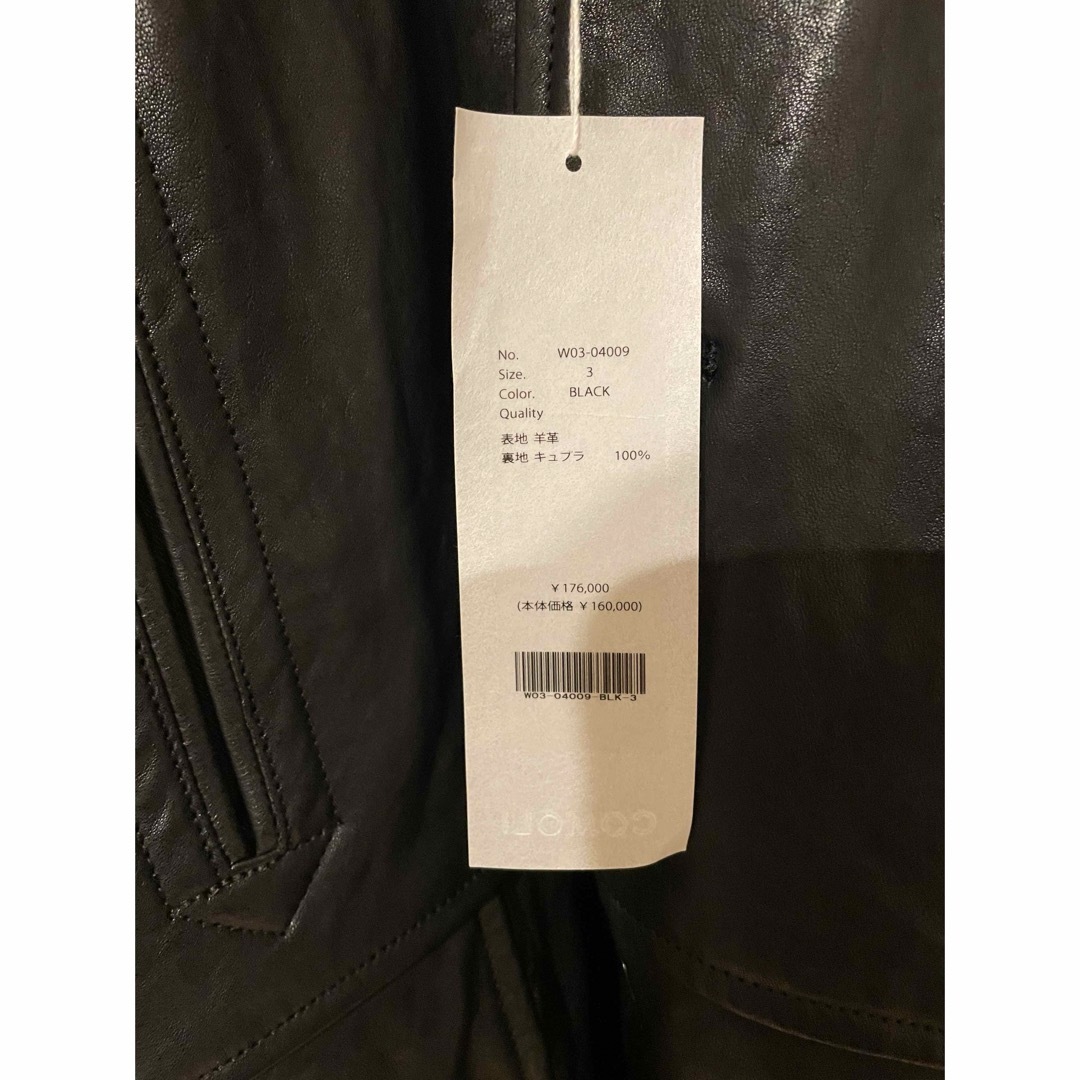 No. W03-04009
Size. 3
Color. BLACK
Quality
表地 羊革
裏地 キュプラ 100%
¥176,000
(本体価格 ¥160,000)
W03-04009-BLK-3
COMOLI